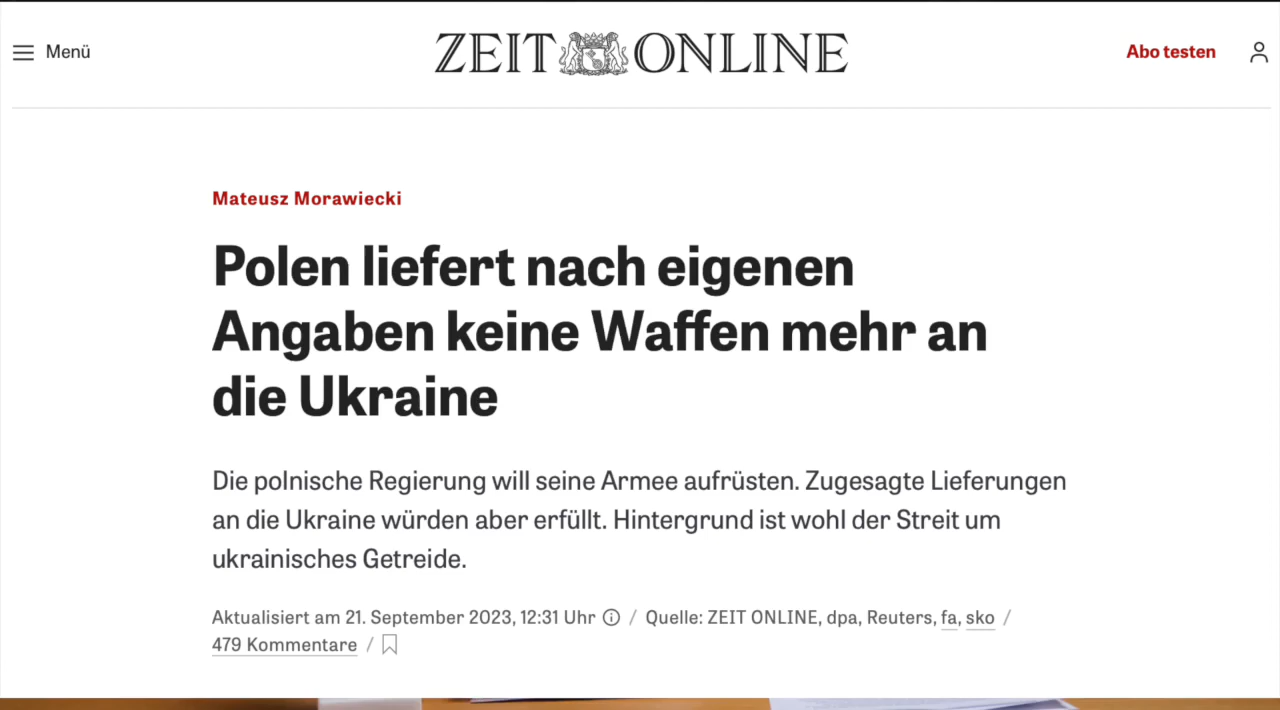 Menü
ZEIT ONLINE
Abo testen
Mateusz Morawiecki
Polen liefert nach eigenen
Angaben keine Waffen mehr an
die Ukraine
Die polnische Regierung will seine Armee aufrüsten. Zugesagte Lieferungen
an die Ukraine würden aber erfüllt. Hintergrund ist wohl der Streit um
ukrainisches Getreide.
Aktualisiert am 21. September 2023, 12:31 Uhr / Quelle: ZEIT ONLINE, dpa, Reuters, fa, sko /
479 Kommentare /